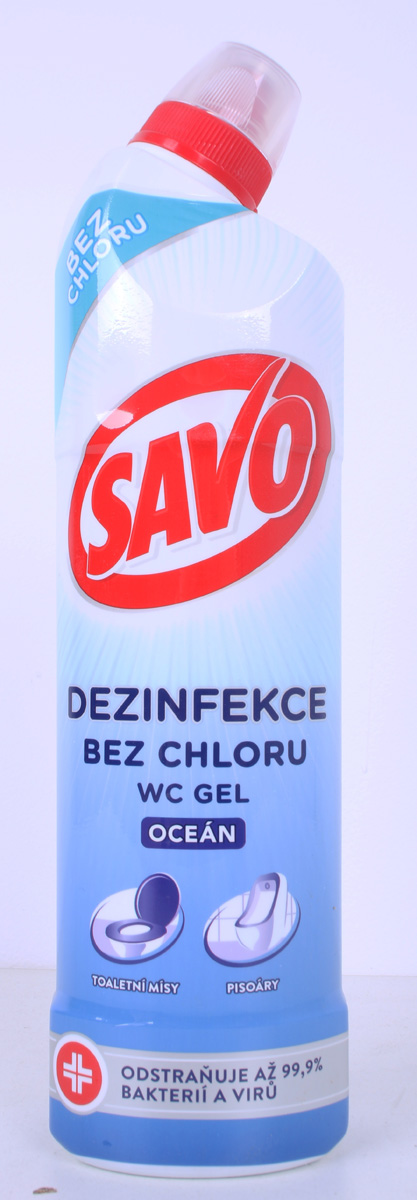 BEZ
CHLORU
SAVO
DEZINFEKCE
BEZ CHLORU
WC GEL
OCEÁN
TOALETNÍ MÍSY
PISOÁRY
ODSTRAŇUJE AŽ 99,9%
BAKTERIÍ A VIRŮ